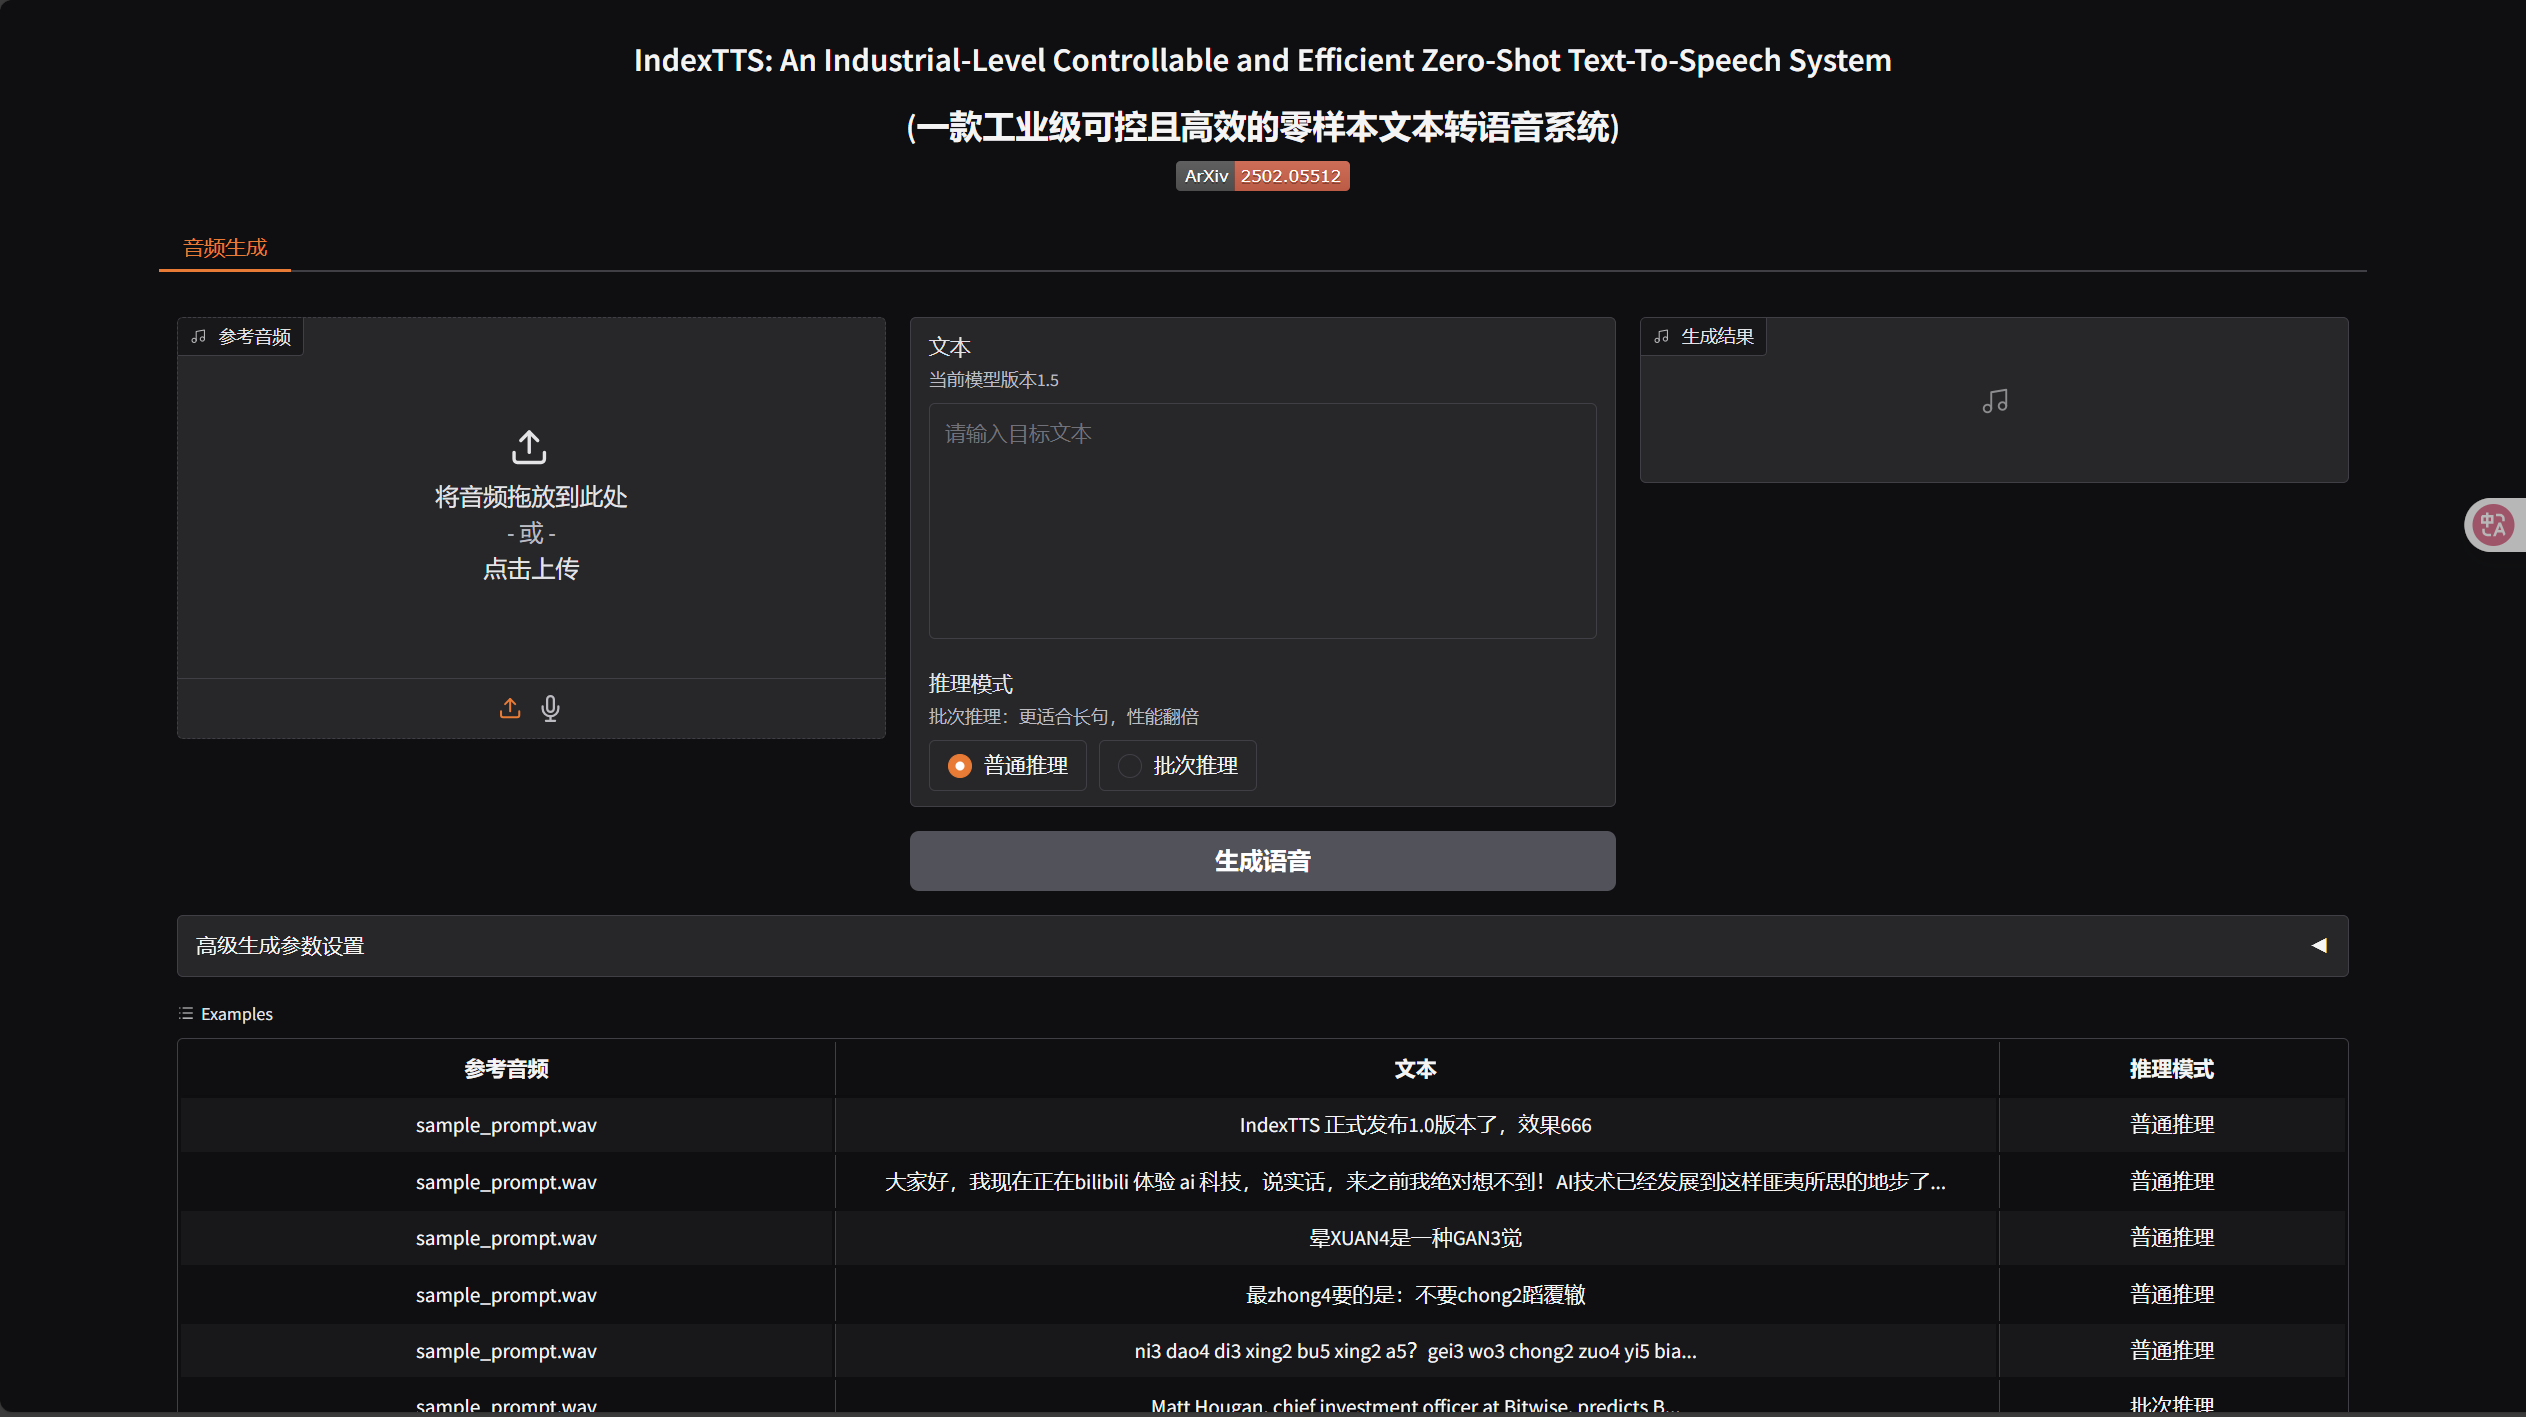 IndexTTS: An Industrial-Level Controllable and Efficient Zero-Shot Text-To-Speech System
(一款工业级可控且高效的零样本文本转语音系统)
ArXiv 2502.05512
音频生成
参考音频
将音频拖放到此处
- 或 -
点击上传
文本
当前模型版本1.5
请输入目标文本
推理模式
批次推理：更适合长句，性能翻倍
普通推理 批次推理
生成语音
生成结果
中A
高级生成参数设置
Examples
参考音频 文本 推理模式
sample_prompt.wav IndexTTS 正式发布1.0版本了，效果666 普通推理
sample_prompt.wav 大家好，我现在正在bilibili 体验 ai 科技，说实话，来之前我绝对想不到！AI技术已经发展到这样匪夷所思的地步了... 普通推理
sample_prompt.wav 晕XUAN4是一种GAN3觉 普通推理
sample_prompt.wav 最zhong4要的是：不要chong2蹈覆辙 普通推理
sample_prompt.wav ni3 dao4 di3 xing2 bu5 xing2 a5？gei3 wo3 chong2 zuo4 yi5 bia... 普通推理
sample_prompt.wav Matt Hougan, chief investment officer at Bitwise, predicts B... 批次推理